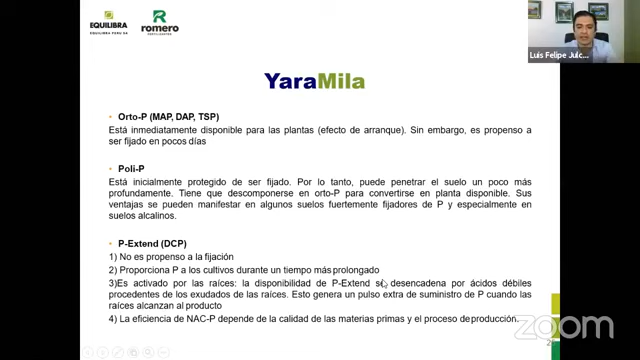 EQUILIBRA
EQUILIBRA PERU SA
romero
FERTILIZANTES
Luis Felipe Julc...
YaraMila
• Orto-P (MAP, DAP, TSP)
Está inmediatamente disponible para las plantas (efecto de arranque). Sin embargo, es propenso a
ser fijado en pocos días
• Poli-P
Está inicialmente protegido de ser fijado. Por lo tanto, puede penetrar el suelo un poco más
profundamente. Tiene que descomponerse en orto-P para convertirse en planta disponible. Sus
ventajas se pueden manifestar en algunos suelos fuertemente fijadores de P y especialmente en
suelos alcalinos.
• P-Extend (DCP)
1) No es propenso a la fijación
2) Proporciona P a los cultivos durante un tiempo más prolongado
3)Es activado por las raíces: la disponibilidad de P-Extend se desencadena por ácidos débiles
procedentes de los exudados de las raíces. Esto genera un pulso extra de suministro de P cuando las
raíces alcanzan al producto
4) La eficiencia de NAC-P depende de la calidad de las materias primas y el proceso de producción.
zoom